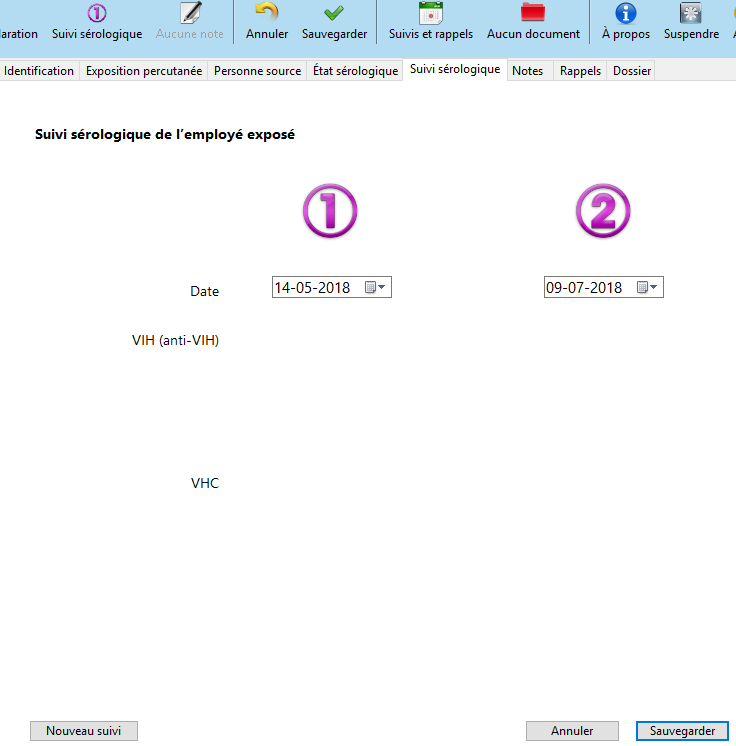 Suivi sérologique Aucune note Annuler Sauvegarder Suivis et rappels Aucun document À propos Suspendre
Identification Exposition percutanée Personne source État sérologique Suivi sérologique Notes Rappels Dossier
Suivi sérologique de l'employé exposé
1 2
Date 14-05-2018 09-07-2018
VIH (anti-VIH)
VHC
Nouveau suivi Annuler Sauvegarder